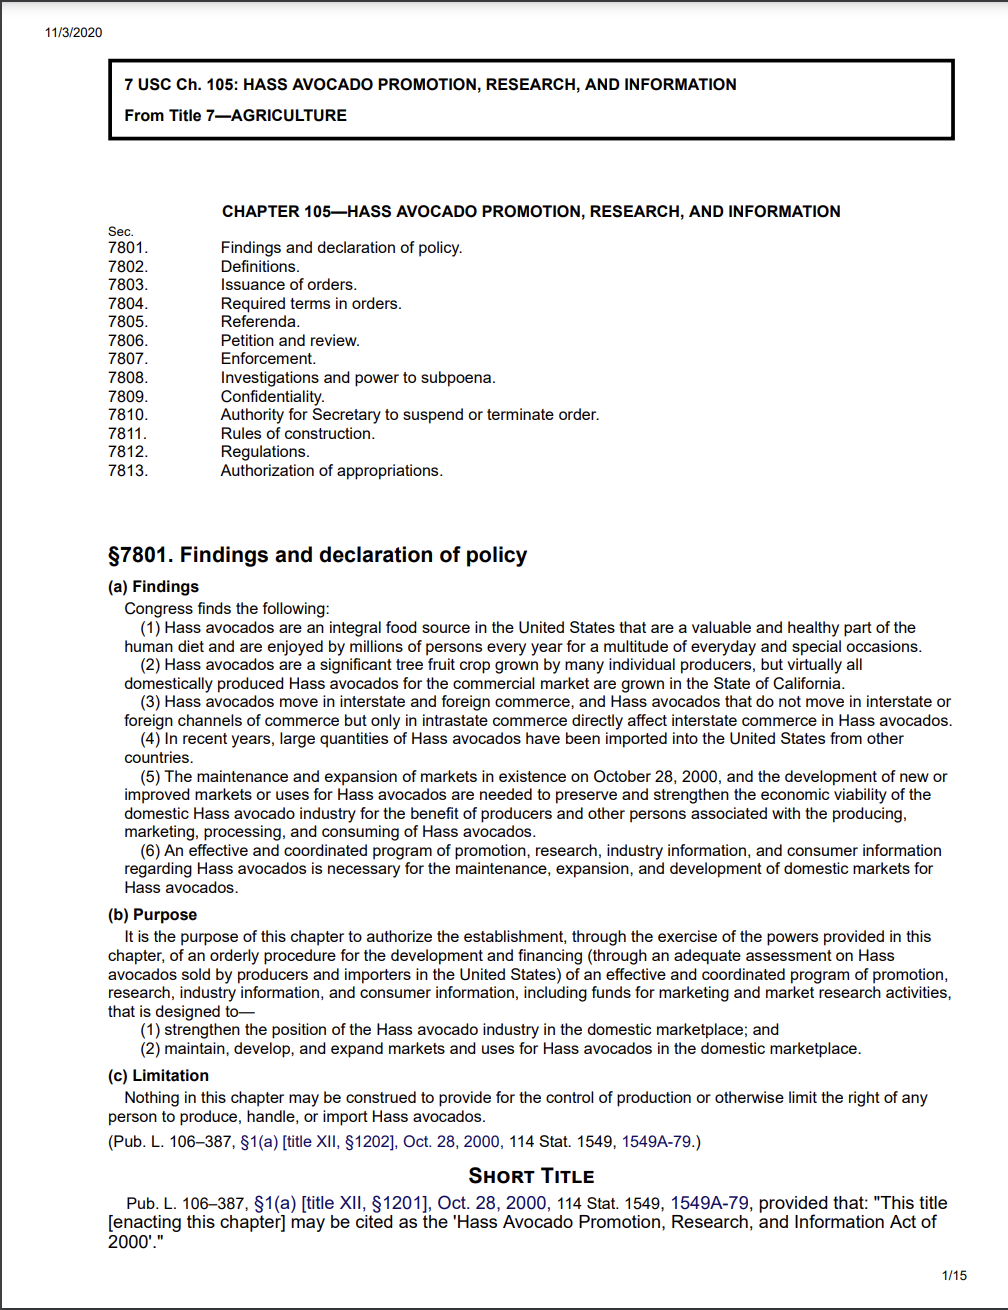 11/3/2020
7 USC Ch. 105: HASS AVOCADO PROMOTION, RESEARCH, AND INFORMATION
From Title 7—AGRICULTURE
CHAPTER 105—HASS AVOCADO PROMOTION, RESEARCH, AND INFORMATION
Sec.
7801. Findings and declaration of policy.
7802. Definitions.
7803. Issuance of orders.
7804. Required terms in orders.
7805. Referenda.
7806. Petition and review.
7807. Enforcement.
7808. Investigations and power to subpoena.
7809. Confidentiality.
7810. Authority for Secretary to suspend or terminate order.
7811. Rules of construction.
7812. Regulations.
7813. Authorization of appropriations.
§7801. Findings and declaration of policy
(a) Findings
Congress finds the following:
(1) Hass avocados are an integral food source in the United States that are a valuable and healthy part of the
human diet and are enjoyed by millions of persons every year for a multitude of everyday and special occasions.
(2) Hass avocados are a significant tree fruit crop grown by many individual producers, but virtually all
domestically produced Hass avocados for the commercial market are grown in the State of California.
(3) Hass avocados move in interstate and foreign commerce, and Hass avocados that do not move in interstate or
foreign channels of commerce but only in intrastate commerce directly affect interstate commerce in Hass avocados.
(4) In recent years, large quantities of Hass avocados have been imported into the United States from other
countries.
(5) The maintenance and expansion of markets in existence on October 28, 2000, and the development of new or
improved markets or uses for Hass avocados are needed to preserve and strengthen the economic viability of the
domestic Hass avocado industry for the benefit of producers and other persons associated with the producing,
marketing, processing, and consuming of Hass avocados.
(6) An effective and coordinated program of promotion, research, industry information, and consumer information
regarding Hass avocados is necessary for the maintenance, expansion, and development of domestic markets for
Hass avocados.
(b) Purpose
It is the purpose of this chapter to authorize the establishment, through the exercise of the powers provided in this
chapter, of an orderly procedure for the development and financing (through an adequate assessment on Hass
avocados sold by producers and importers in the United States) of an effective and coordinated program of promotion,
research, industry information, and consumer information, including funds for marketing and market research activities,
that is designed to—
(1) strengthen the position of the Hass avocado industry in the domestic marketplace; and
(2) maintain, develop, and expand markets and uses for Hass avocados in the domestic marketplace.
(c) Limitation
Nothing in this chapter may be construed to provide for the control of production or otherwise limit the right of any
person to produce, handle, or import Hass avocados.
(Pub. L. 106–387, §1(a) [title XII, §1202], Oct. 28, 2000, 114 Stat. 1549, 1549A-79.)
SHORT TITLE
Pub. L. 106–387, §1(a) [title XII, §1201], Oct. 28, 2000, 114 Stat. 1549, 1549A-79, provided that: "This title
[enacting this chapter] may be cited as the 'Hass Avocado Promotion, Research, and Information Act of
2000'."
1/15